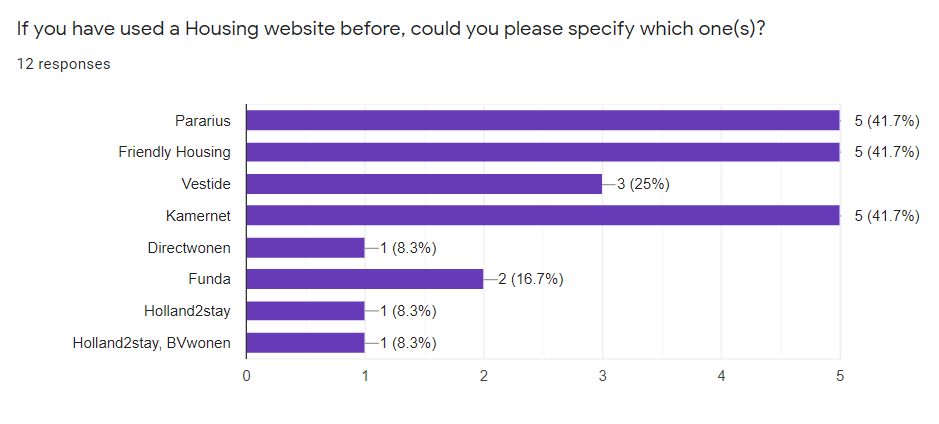 If you have used a Housing website before, could you please specify which one(s)?
12 responses
Pararius 5 (41.7%)
Friendly Housing 5 (41.7%)
Vestide 3 (25%)
Kamernet 5 (41.7%)
Directwonen 1 (8.3%)
Funda 2 (16.7%)
Holland2stay 1 (8.3%)
Holland2stay, BVwonen 1 (8.3%)
0 1 2 3 4 5